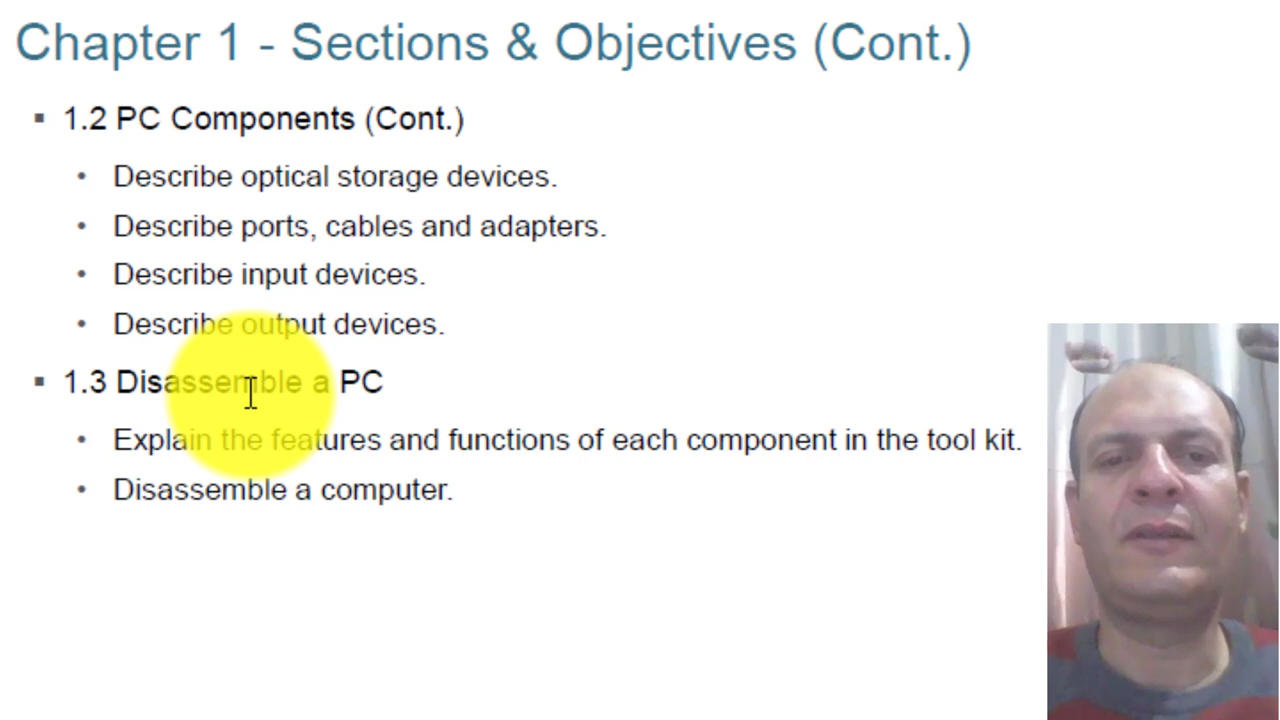 Chapter 1 - Sections & Objectives (Cont.)
▪ 1.2 PC Components (Cont.)
• Describe optical storage devices.
• Describe ports, cables and adapters.
• Describe input devices.
• Describe output devices.
▪ 1.3 Disassemble a PC
• Explain the features and functions of each component in the tool kit.
• Disassemble a computer.